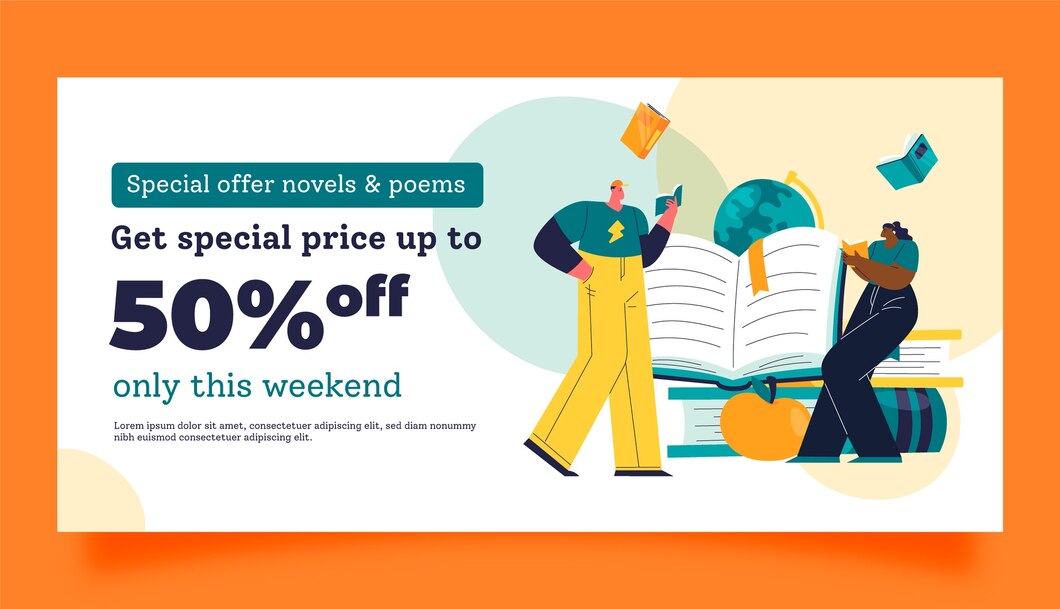 Special offer novels & poems
Get special price up to
50% off
only this weekend
Lorem ipsum dolor sit amet, consectetuer adipiscing elit, sed diam nonummy
nibh euismod consectetuer adipiscing elit.